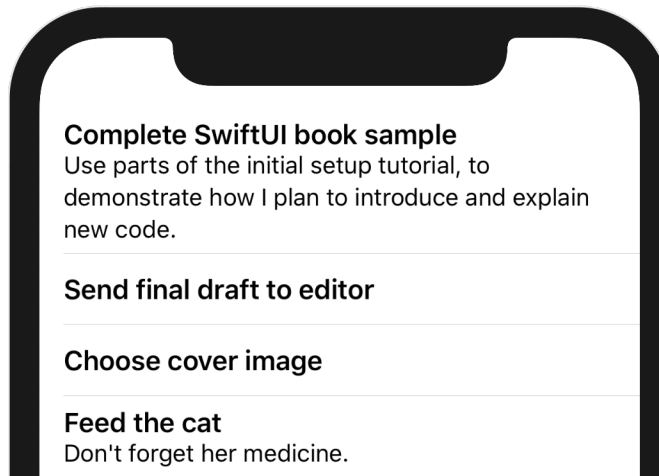 Complete SwiftUI book sample
Use parts of the initial setup tutorial, to
demonstrate how I plan to introduce and explain
new code.
Send final draft to editor
Choose cover image
Feed the cat
Don't forget her medicine.